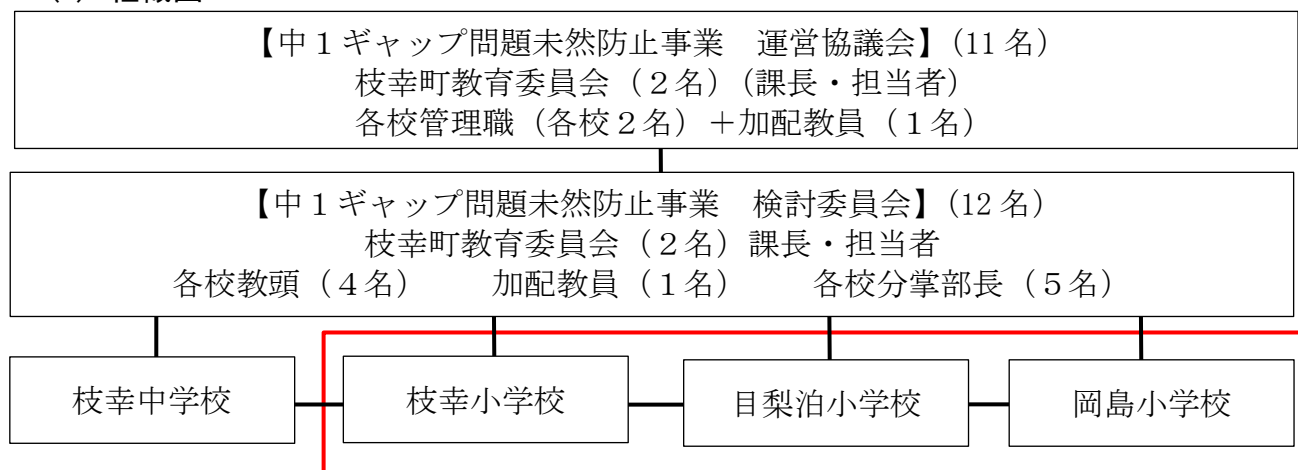 【中１ギャップ問題未然防止事業　運営協議会】(11 名)
枝幸町教育委員会（２名）(課長・担当者)
各校管理職（各校２名）＋加配教員（１名）
【中１ギャップ問題未然防止事業　検討委員会】(12 名)
枝幸町教育委員会（２名）課長・担当者
各校教頭（４名）　　加配教員（１名）　　各校分掌部長（５名）
枝幸中学校　枝幸小学校　目梨泊小学校　岡島小学校